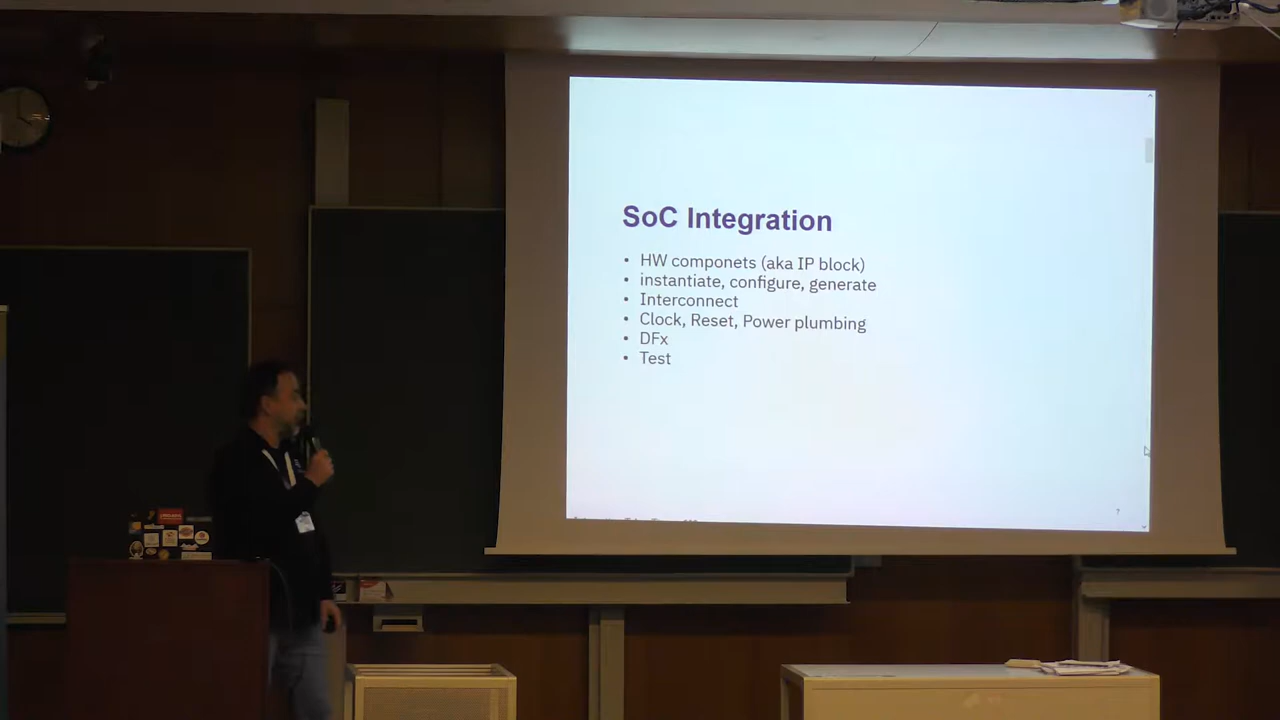 SoC Integration
• HW componets (aka IP block)
• instantiate, configure, generate
• Interconnect
• Clock, Reset, Power plumbing
• DFx
• Test